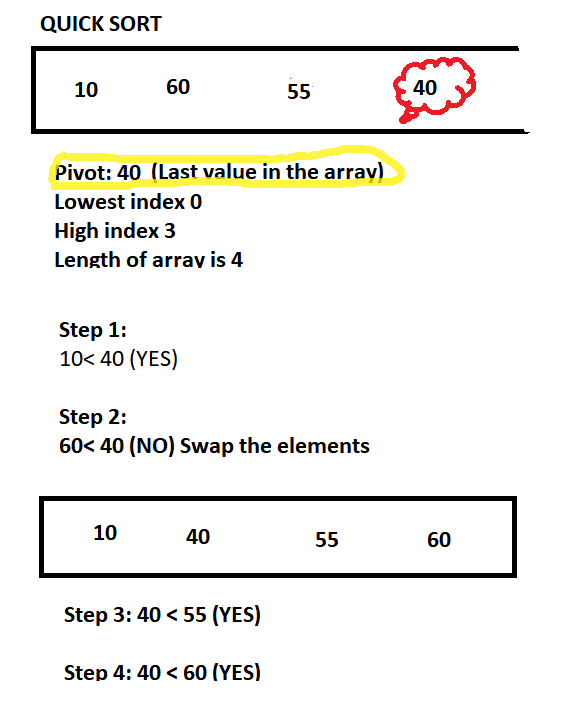 QUICK SORT
10 60 55 40
Pivot: 40 (Last value in the array)
Lowest index 0
High index 3
Length of array is 4
Step 1:
10< 40 (YES)
Step 2:
60< 40 (NO) Swap the elements
10 40 55 60
Step 3: 40 < 55 (YES)
Step 4: 40 < 60 (YES)